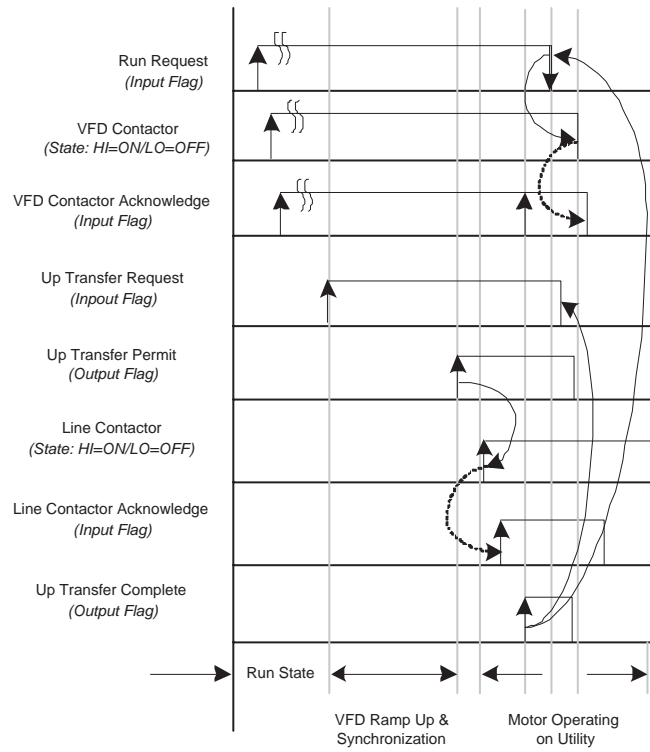 Run Request
(Input Flag)
VFD Contactor
(State: HI=ON/LO=OFF)
VFD Contactor Acknowledge
(Input Flag)
Up Transfer Request
(Inpout Flag)
Up Transfer Permit
(Output Flag)
Line Contactor
(State: HI=ON/LO=OFF)
Line Contactor Acknowledge
(Input Flag)
Up Transfer Complete
(Output Flag)
Run State
VFD Ramp Up &
Synchronization
Motor Operating
on Utility